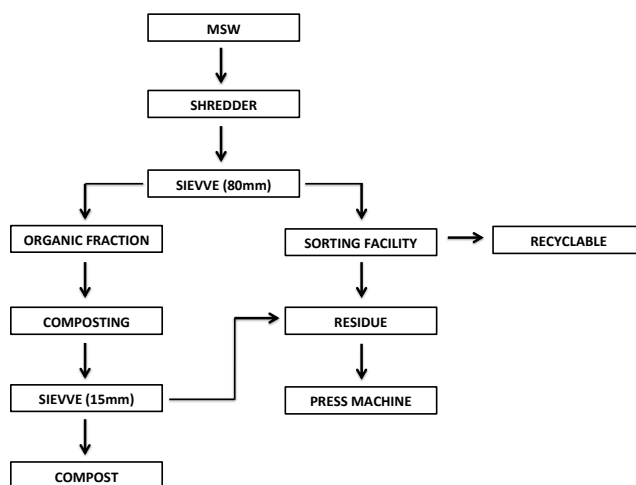 MSW
SHREDDER
SIEVVE (80mm)
ORGANIC FRACTION
SORTING FACILITY
RECYCLABLE
COMPOSTING
RESIDUE
SIEVVE (15mm)
PRESS MACHINE
COMPOST